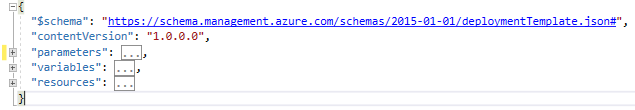 {
"$schema": "https://schema.management.azure.com/schemas/2015-01-01/deploymentTemplate.json#",
"contentVersion": "1.0.0.0",
"parameters": {...},
"variables": {...},
"resources": [...]
}